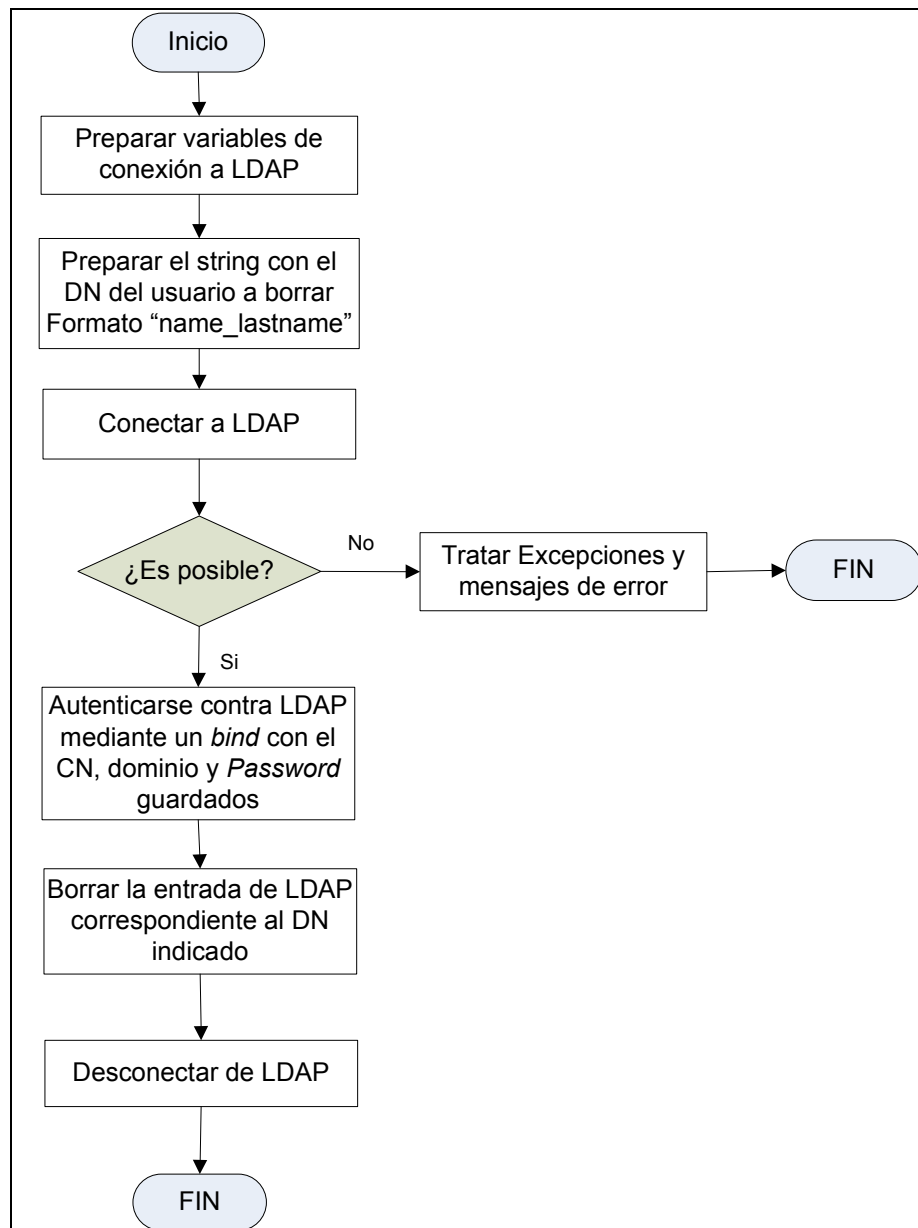 Inicio
Preparar variables de
conexión a LDAP
Preparar el string con el
DN del usuario a borrar
Formato “name_lastname”
Conectar a LDAP
¿Es posible?
No
Tratar Excepciones y
mensajes de error
FIN
Si
Autenticarse contra LDAP
mediante un bind con el
CN, dominio y Password
guardados
Borrar la entrada de LDAP
correspondiente al DN
indicado
Desconectar de LDAP
FIN